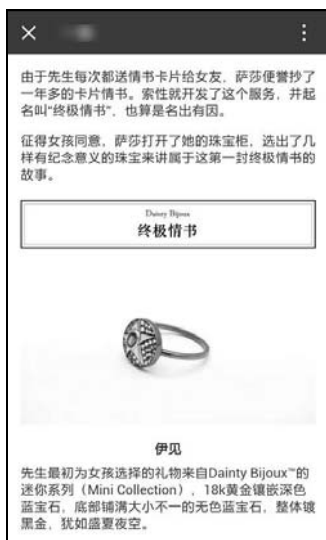 由于先生每次都送情书卡片给女友，萨莎便誊抄了
一年多的卡片情书。索性就开发了这个服务，并起
名叫“终极情书”，也算是名出有因。
征得女孩同意，萨莎打开了她的珠宝柜，选出了几
样有纪念意义的珠宝来讲属于这第一封终极情书的
故事。
Dainty Bijoux
终极情书
伊见
先生最初为女孩选择的礼物来自Dainty Bijoux™的
迷你系列（Mini Collection），18k黄金镶嵌深色
蓝宝石，底部铺满大小不一的无色蓝宝石，整体镀
黑金，犹如盛夏夜空。